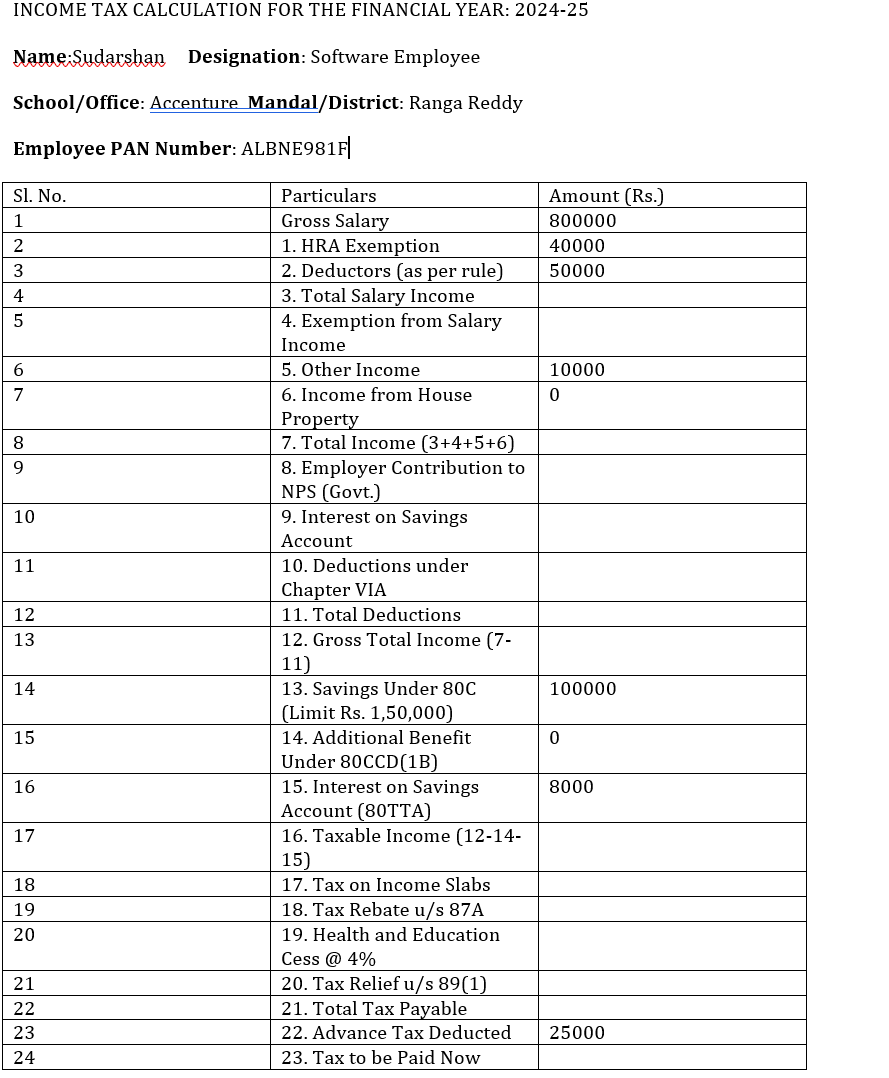 INCOME TAX CALCULATION FOR THE FINANCIAL YEAR: 2024-25
Name:Sudarshan Designation: Software Employee
School/Office: Accenture Mandal/District: Ranga Reddy
Employee PAN Number: ALBNE981F
Sl. No. Particulars Amount (Rs.)
1 Gross Salary 800000
2 1. HRA Exemption 40000
3 2. Deductors (as per rule) 50000
4 3. Total Salary Income
5 4. Exemption from Salary
Income
6 5. Other Income 10000
7 6. Income from House 0
Property
8 7. Total Income (3+4+5+6)
9 8. Employer Contribution to
NPS (Govt.)
10 9. Interest on Savings
Account
11 10. Deductions under
Chapter VIA
12 11. Total Deductions
13 12. Gross Total Income (7-
11)
14 13. Savings Under 80C 100000
(Limit Rs. 1,50,000)
15 14. Additional Benefit 0
Under 80CCD(1B)
16 15. Interest on Savings 8000
Account (80TTA)
17 16. Taxable Income (12-14-
15)
18 17. Tax on Income Slabs
19 18. Tax Rebate u/s 87A
20 19. Health and Education
Cess @ 4%
21 20. Tax Relief u/s 89(1)
22 21. Total Tax Payable
23 22. Advance Tax Deducted 25000
24 23. Tax to be Paid Now